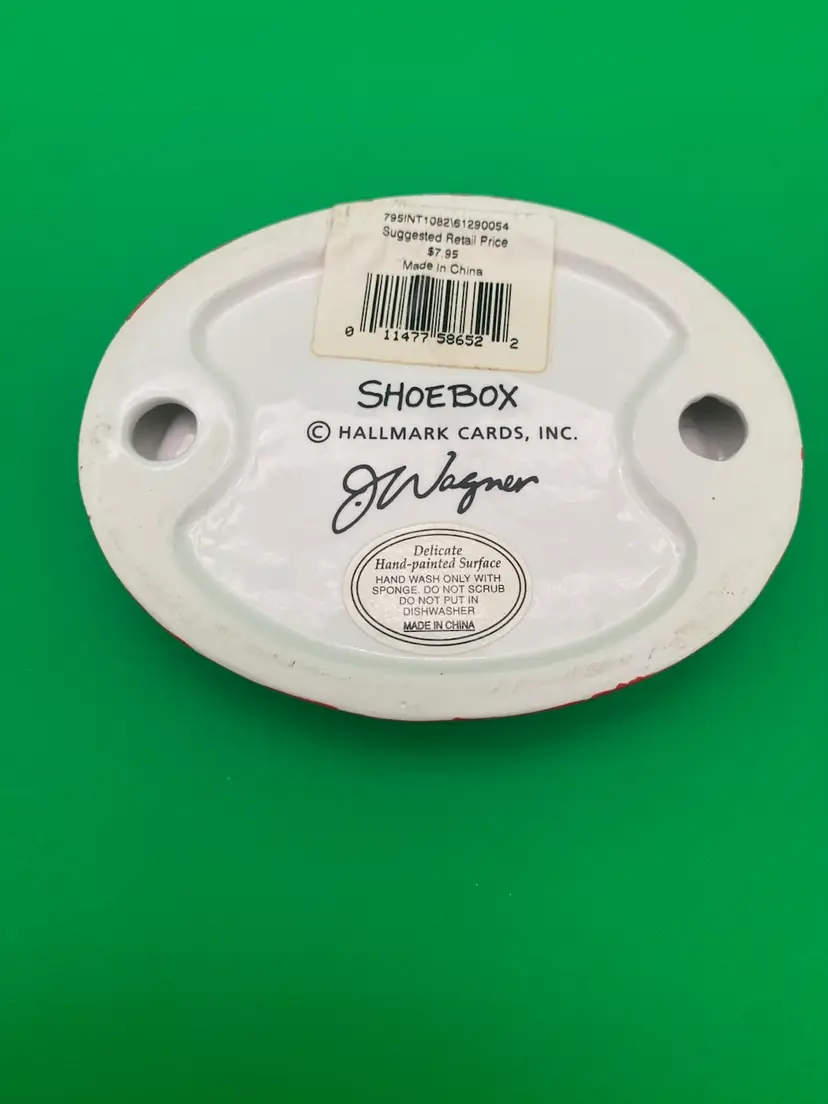 795INT1082\61290054
Suggested Retail Price
$7.95
Made in China
0 11477 58652 2
SHOEBOX
© HALLMARK CARDS, INC.
J. Wagner
Delicate
Hand-painted Surface
HAND WASH ONLY WITH
SPONGE. DO NOT SCRUB
DO NOT PUT IN
DISHWASHER
MADE IN CHINA